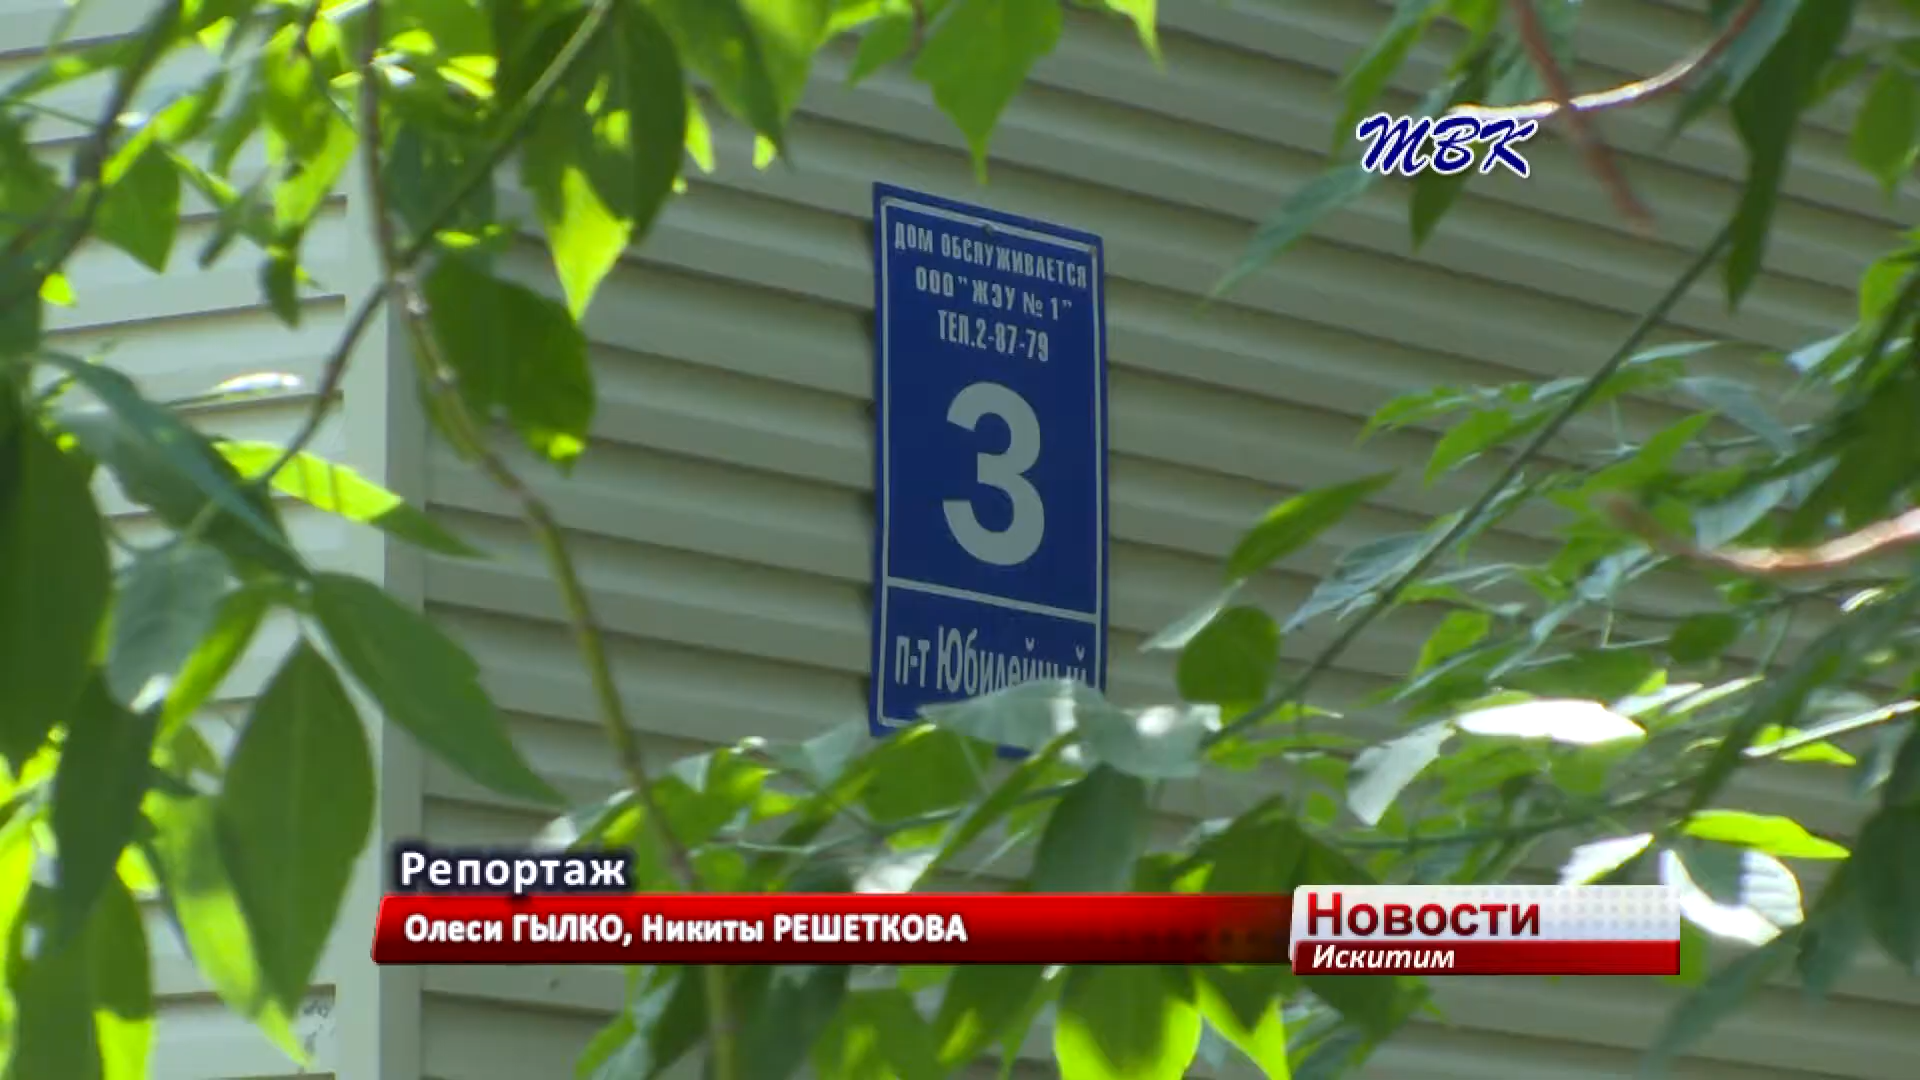 ТВК
ДОМ ОБСЛУЖИВАЕТСЯ
ООО "ЖЭУ № 1"
ТЕЛ.2-87-79
3
п-т Юбилейный
Репортаж
Олеси ГЫЛКО, Никиты РЕШЕТКОВА
Новости
Искитим